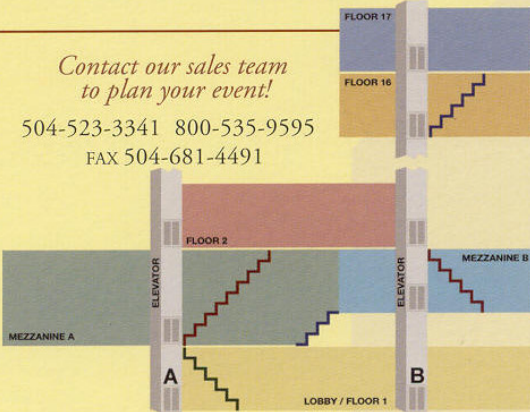 FLOOR 17
Contact our sales team
to plan your event!
FLOOR 16
504-523-3341 800-535-9595
FAX 504-681-4491
FLOOR 2
ELEVATOR
ELEVATOR
MEZZANINE B
MEZZANINE A
A
B
LOBBY / FLOOR 1